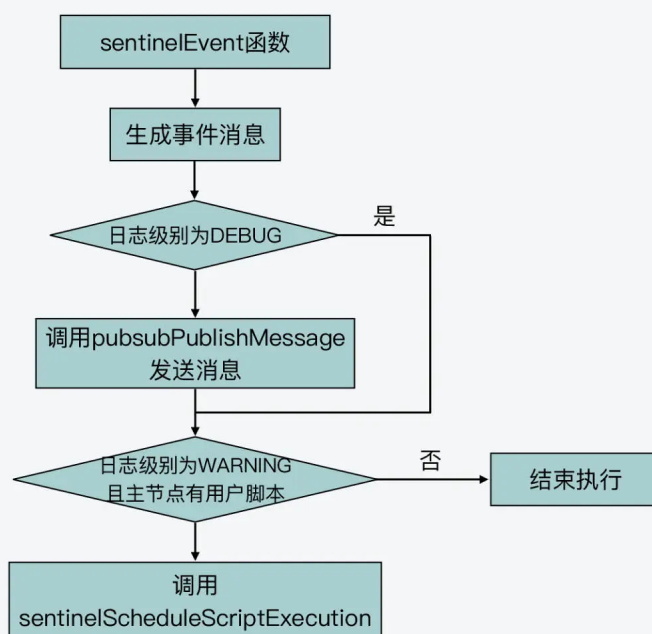 sentinelEvent函数
生成事件消息
日志级别为DEBUG
是
调用pubsubPublishMessage
发送消息
日志级别为WARNING
且主节点有用户脚本
否
结束执行
调用
sentinelScheduleScriptExecution